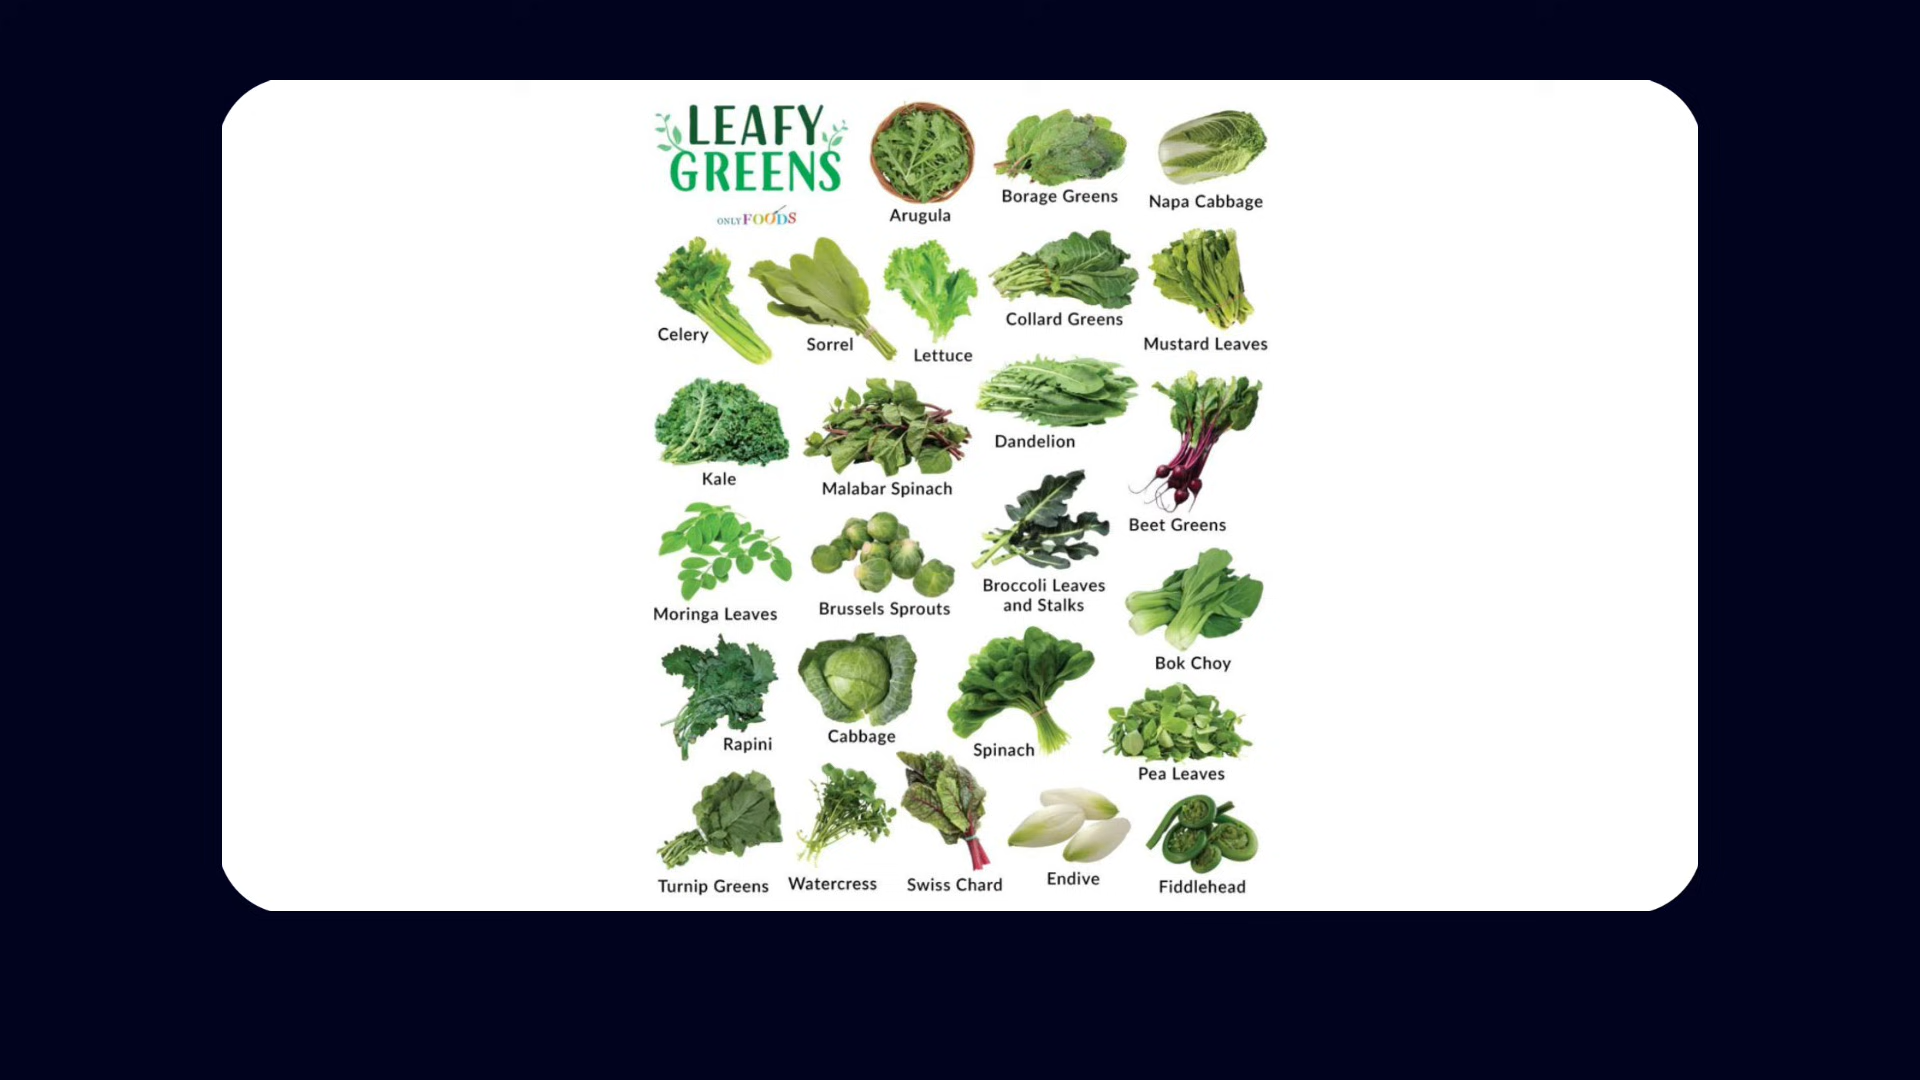 LEAFY
GREENS
ONLY FOODS
Arugula
Borage Greens
Napa Cabbage
Celery
Sorrel
Lettuce
Collard Greens
Mustard Leaves
Kale
Malabar Spinach
Dandelion
Beet Greens
Moringa Leaves
Brussels Sprouts
Broccoli Leaves
and Stalks
Bok Choy
Rapini
Cabbage
Spinach
Pea Leaves
Turnip Greens
Watercress
Swiss Chard
Endive
Fiddlehead